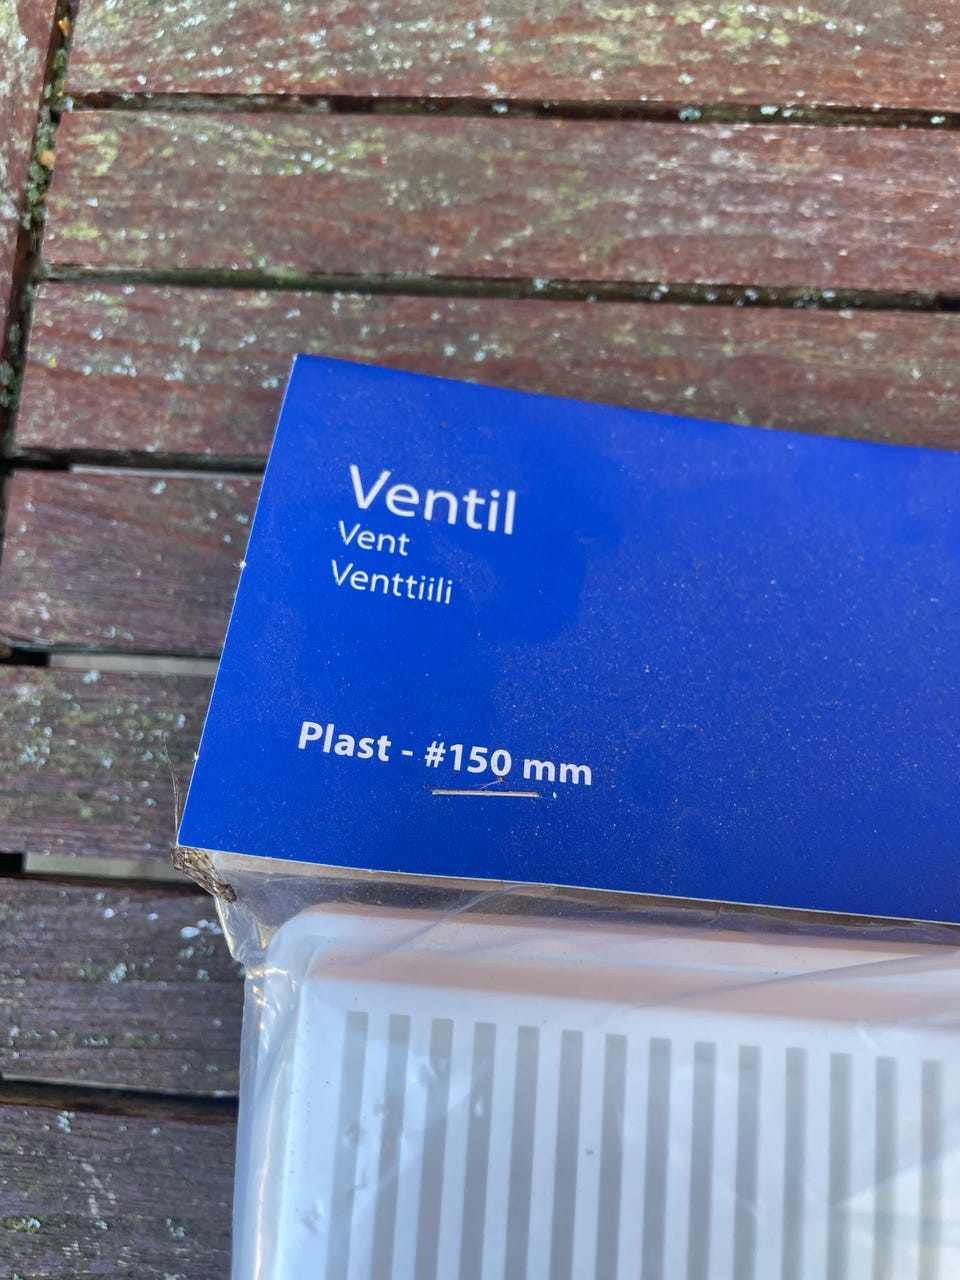 Ventil
Vent
Venttiili
Plast - #150 mm